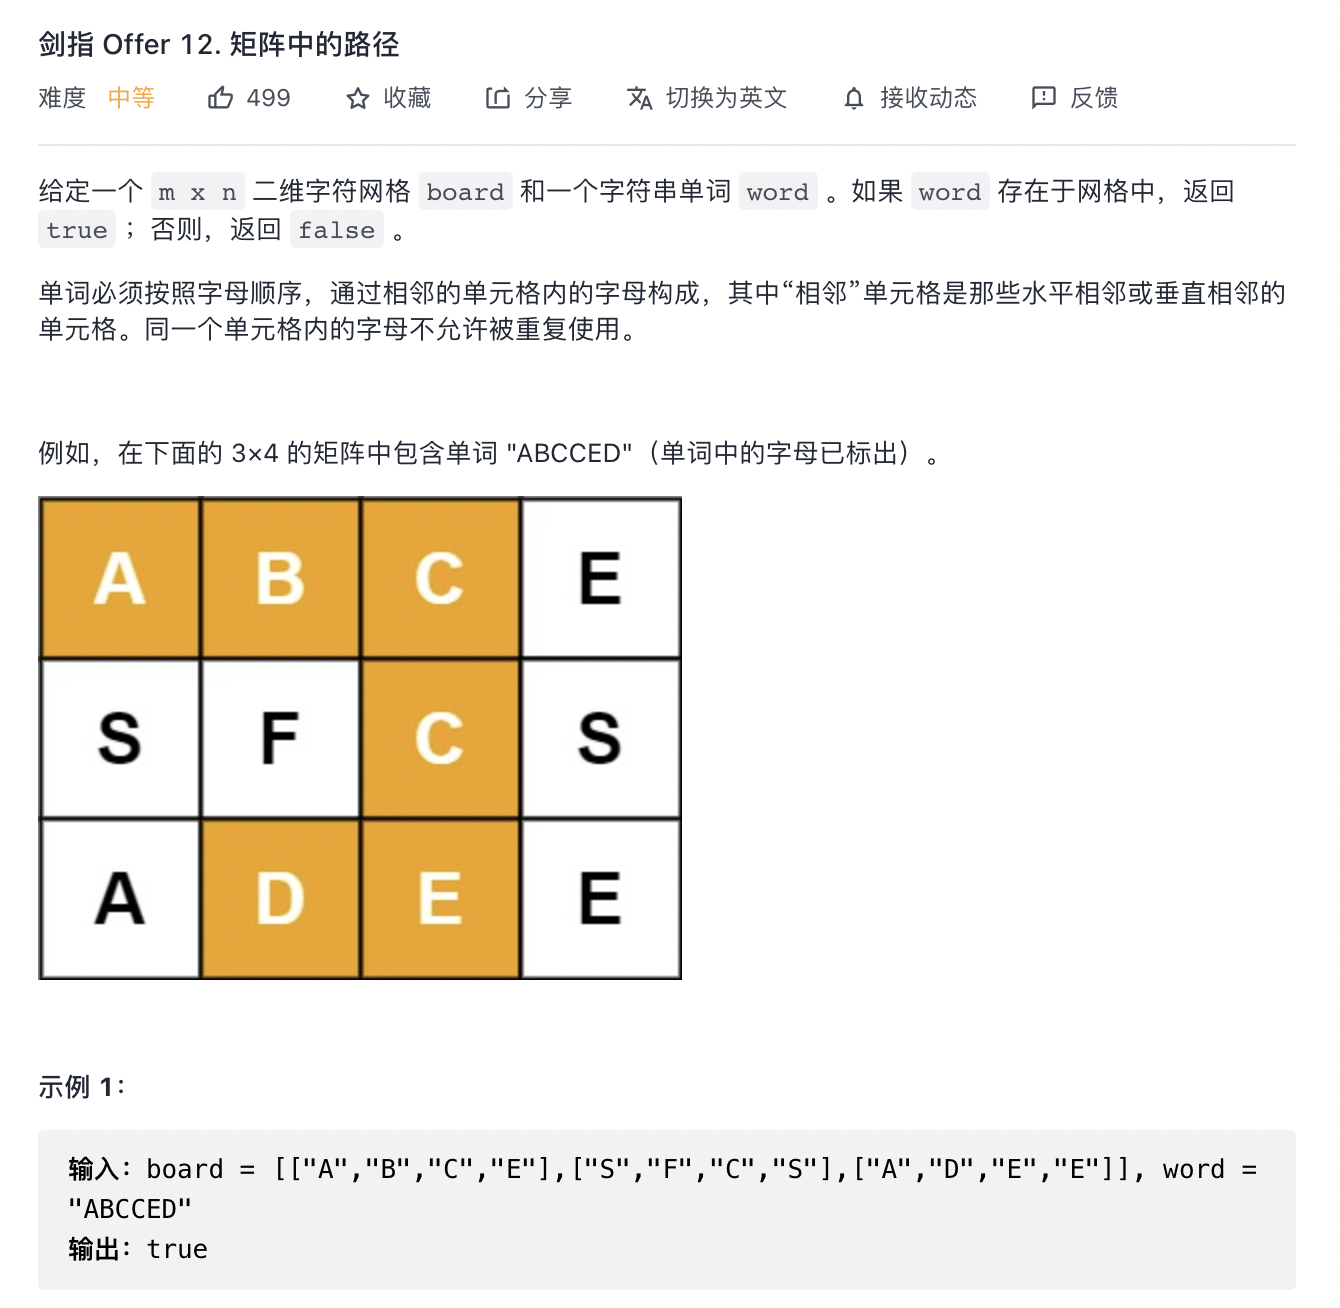 剑指 Offer 12. 矩阵中的路径
难度 中等 499 收藏 分享 切换为英文 接收动态 反馈
给定一个 m x n 二维字符网格 board 和一个字符串单词 word 。如果 word 存在于网格中，返回
true ；否则，返回 false 。
单词必须按照字母顺序，通过相邻的单元格内的字母构成，其中“相邻”单元格是那些水平相邻或垂直相邻的
单元格。同一个单元格内的字母不允许被重复使用。
例如，在下面的 3×4 的矩阵中包含单词 "ABCCED"（单词中的字母已标出）。
A B C E
S F C S
A D E E
示例 1：
输入：board = [["A","B","C","E"],["S","F","C","S"],["A","D","E","E"]], word =
"ABCCED"
输出：true